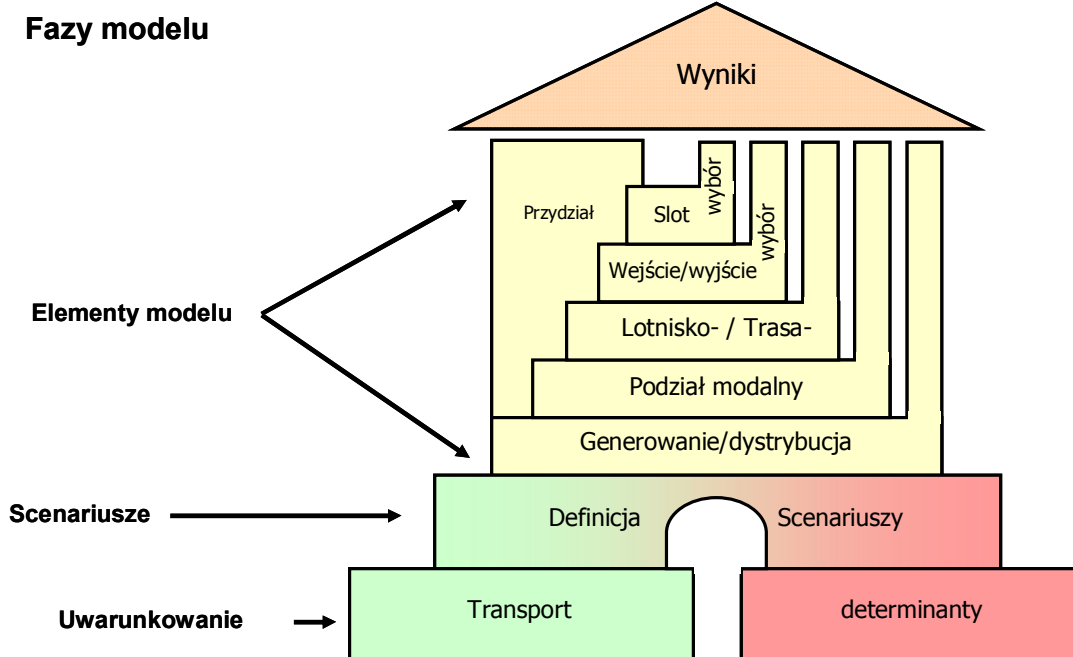 Fazy modelu
Wyniki
wybór
wybór
Przydział
Slot
Wejście/wyjście
Elementy modelu
Lotnisko- / Trasa-
Podział modalny
Generowanie/dystrybucja
Scenariusze
Definicja
Scenariuszy
Uwarunkowanie
Transport
determinanty